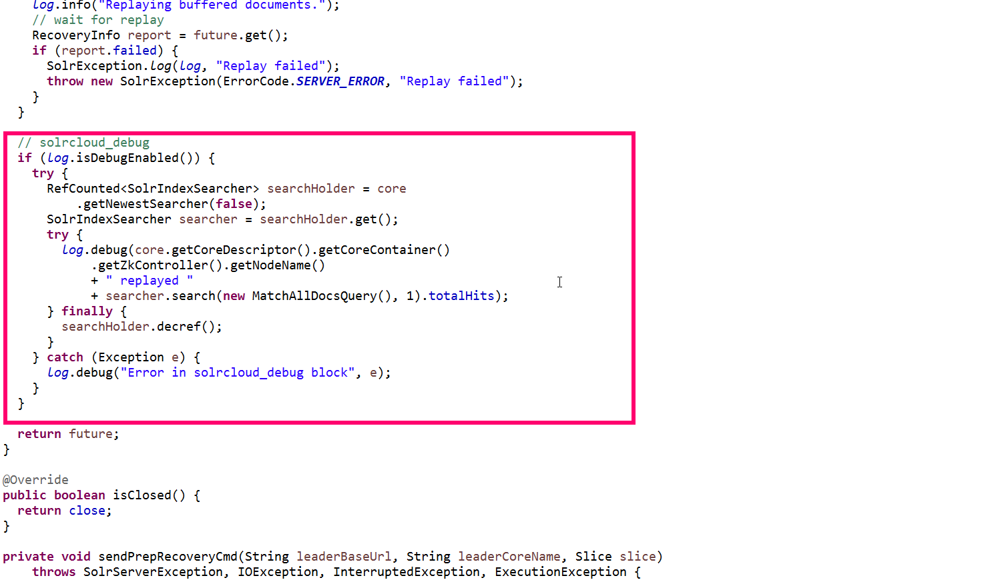 log.info("Replaying buffered documents.");
// wait for replay
RecoveryInfo report = future.get();
if (report.failed) {
SolrException.log(log, "Replay failed");
throw new SolrException(ErrorCode.SERVER_ERROR, "Replay failed");
}
}
// solrcloud_debug
if (log.isDebugEnabled()) {
try {
RefCounted<SolrIndexSearcher> searchHolder = core
.getNewestSearcher(false);
SolrIndexSearcher searcher = searchHolder.get();
try {
log.debug(core.getCoreDescriptor().getCoreContainer()
.getZkController().getNodeName()
+ " replayed "
+ searcher.search(new MatchAllDocsQuery(), 1).totalHits);
} finally {
searchHolder.decref();
}
} catch (Exception e) {
log.debug("Error in solrcloud_debug block", e);
}
}
return future;
}
@Override
public boolean isClosed() {
return close;
}
private void sendPrepRecoveryCmd(String leaderBaseUrl, String leaderCoreName, Slice slice)
throws SolrServerException, IOException, InterruptedException, ExecutionException {